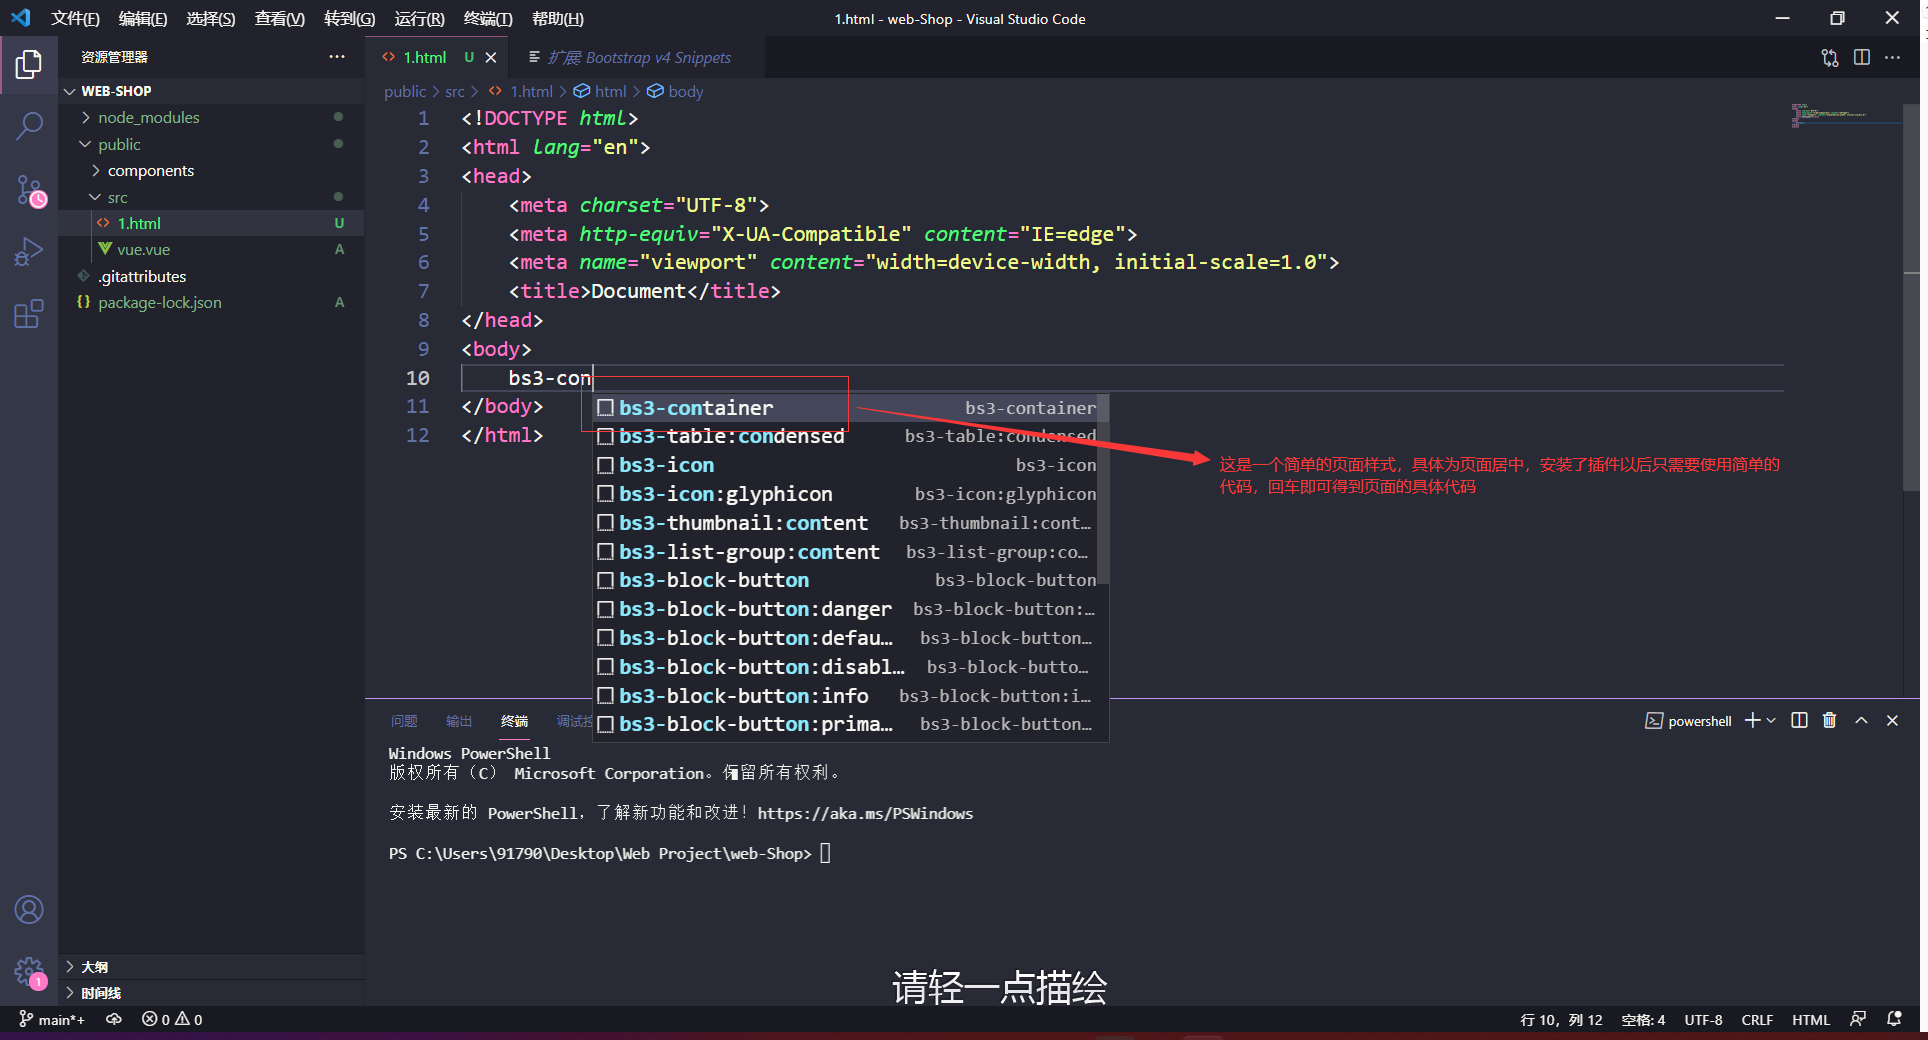 文件(F) 编辑(E) 选择(S) 查看(V) 转到(G) 运行(R) 终端(T) 帮助(H) 1.html - web-Shop - Visual Studio Code
资源管理器
WEB-SHOP
node_modules
public
components
src
1.html U
vue.vue A
.gitattributes
package-lock.json A
大纲
时间线
1.html U 扩展 Bootstrap v4 Snippets
public > src > 1.html > html > body
1 <!DOCTYPE html>
2 <html lang="en">
3 <head>
4 <meta charset="UTF-8">
5 <meta http-equiv="X-UA-Compatible" content="IE=edge">
6 <meta name="viewport" content="width=device-width, initial-scale=1.0">
7 <title>Document</title>
8 </head>
9 <body>
10 bs3-con
11 </body>
12 </html>
bs3-container bs3-container
bs3-table:condensed bs3-table:condensed
bs3-icon bs3-icon
bs3-icon:glyphicon bs3-icon:glyphicon
bs3-thumbnail:content bs3-thumbnail:cont…
bs3-list-group:content bs3-list-group:co…
bs3-block-button bs3-block-button
bs3-block-button:danger bs3-block-button:…
bs3-block-button:defau… bs3-block-button…
bs3-block-button:disabl… bs3-block-butto…
bs3-block-button:info bs3-block-button:i…
bs3-block-button:prima… bs3-block-button…
这是一个简单的页面样式，具体为页面居中，安装了插件以后只需要使用简单的
代码，回车即可得到页面的具体代码
问题 输出 终端 调试控 powershell
Windows PowerShell
版权所有（C） Microsoft Corporation。保留所有权利。
安装最新的 PowerShell，了解新功能和改进！https://aka.ms/PSWindows
PS C:\Users\91790\Desktop\Web Project\web-Shop>
请轻一点描绘
1
main*+ 0 0 行 10，列 12 空格: 4 UTF-8 CRLF HTML